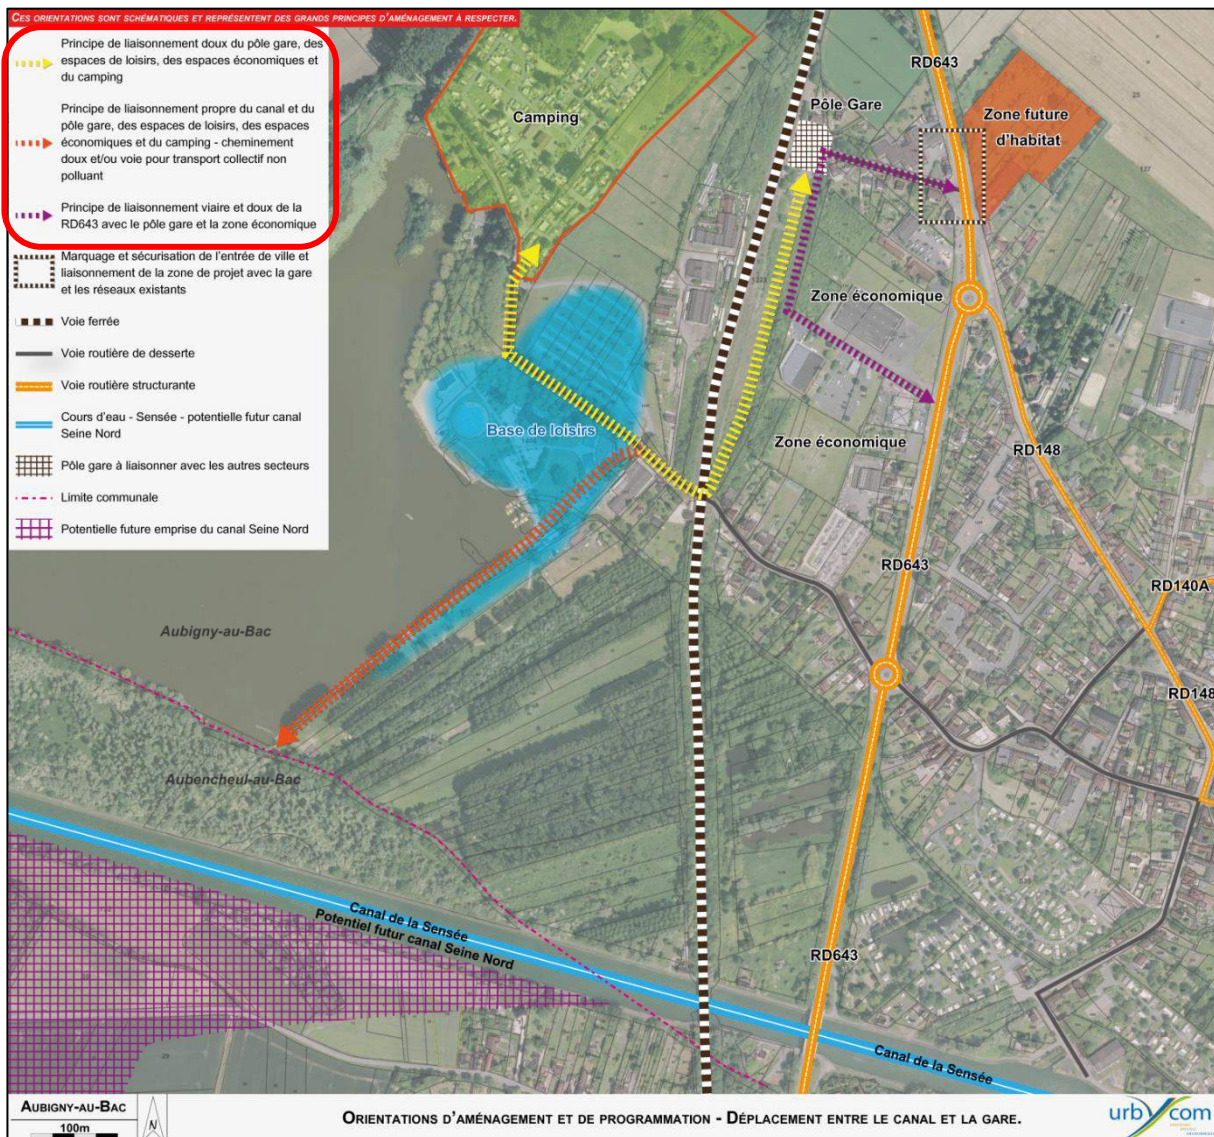 CES ORIENTATIONS SONT SCHÉMATIQUES ET REPRÉSENTENT DES GRANDS PRINCIPES D'AMÉNAGEMENT À RESPECTER.
Principe de liaisonnement doux du pôle gare, des
espaces de loisirs, des espaces économiques et
du camping
Principe de liaisonnement propre du canal et du
pôle gare, des espaces de loisirs, des espaces
économiques et du camping - cheminement
doux et/ou voie pour transport collectif non
polluant
Principe de liaisonnement viaire et doux de la
RD643 avec le pôle gare et la zone économique
Marquage et sécurisation de l'entrée de ville et
liaisonnement de la zone de projet avec la gare
et les réseaux existants
Voie ferrée
Voie routière de desserte
Voie routière structurante
Cours d'eau - Sensée - potentielle futur canal
Seine Nord
Pôle gare à liaisonner avec les autres secteurs
Limite communale
Potentielle future emprise du canal Seine Nord
RD643
Camping
Pôle Gare
Zone future
d'habitat
Zone économique
Base de loisirs
Zone économique
RD148
RD643
RD140A
Aubigny-au-Bac
RD148
Aubencheul-au-Bac
Canal de la Sensée
Potentiel futur canal Seine Nord
RD643
Canal de la Sensée
AUBIGNY-AU-BAC
100m
N
ORIENTATIONS D'AMÉNAGEMENT ET DE PROGRAMMATION - DÉPLACEMENT ENTRE LE CANAL ET LA GARE.
urbycom